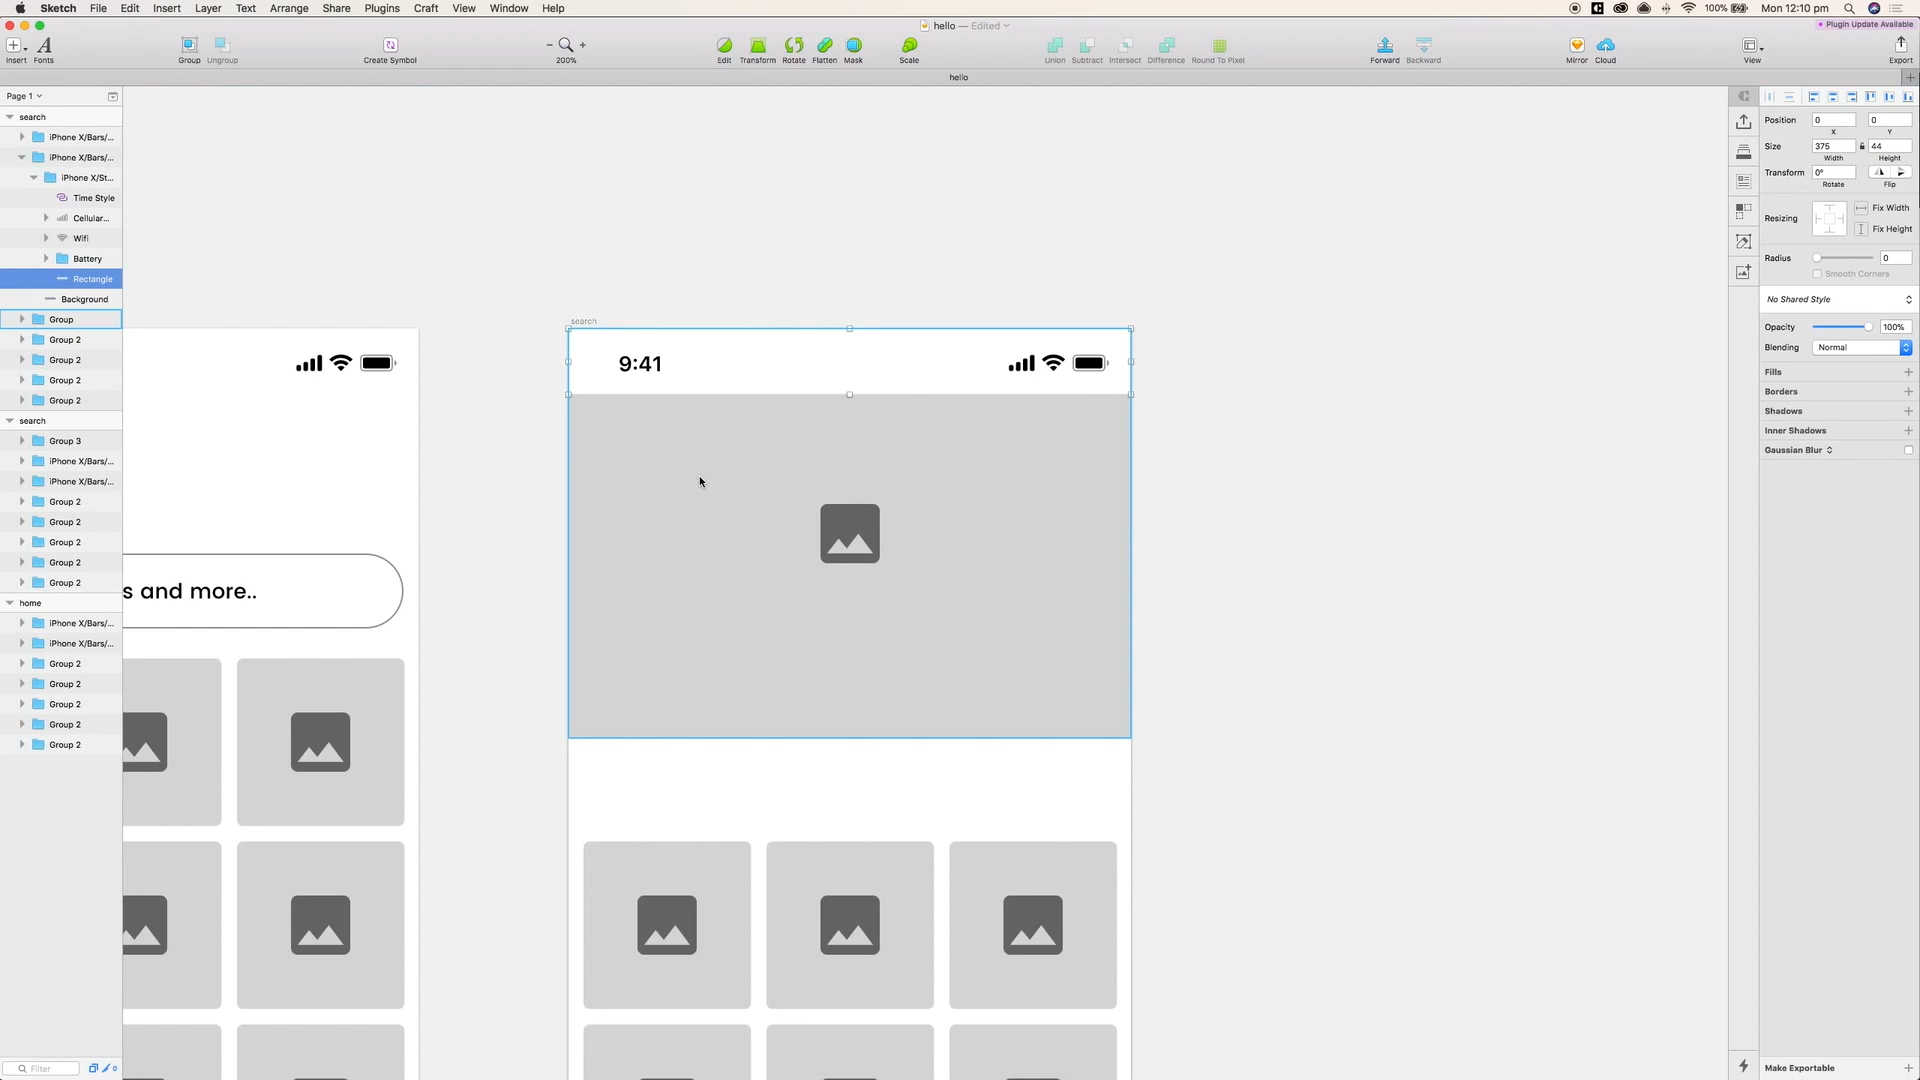 Sketch File Edit Insert Layer Text Arrange Share Plugins Craft View Window Help
100% Mon 12:10 pm
hello — Edited
Plugin Update Available
Insert Fonts Group Ungroup Create Symbol 200% Edit Transform Rotate Flatten Mask Scale Union Subtract Intersect Difference Round To Pixel Forward Backward Mirror Cloud View Export
hello
Page 1
search
iPhone X/Bars/...
iPhone X/Bars/...
iPhone X/St...
Time Style
Cellular...
Wifi
Battery
Rectangle
Background
Group
Group 2
Group 2
Group 2
Group 2
search
Group 3
iPhone X/Bars/...
iPhone X/Bars/...
Group 2
Group 2
Group 2
Group 2
Group 2
home
iPhone X/Bars/...
iPhone X/Bars/...
Group 2
Group 2
Group 2
Group 2
Group 2
Filter
0
s and more..
search
9:41
Position 0 0
X Y
Size 375 44
Width Height
Transform 0°
Rotate Flip
Resizing Fix Width
Fix Height
Radius 0
Smooth Corners
No Shared Style
Opacity 100%
Blending Normal
Fills
Borders
Shadows
Inner Shadows
Gaussian Blur
Make Exportable